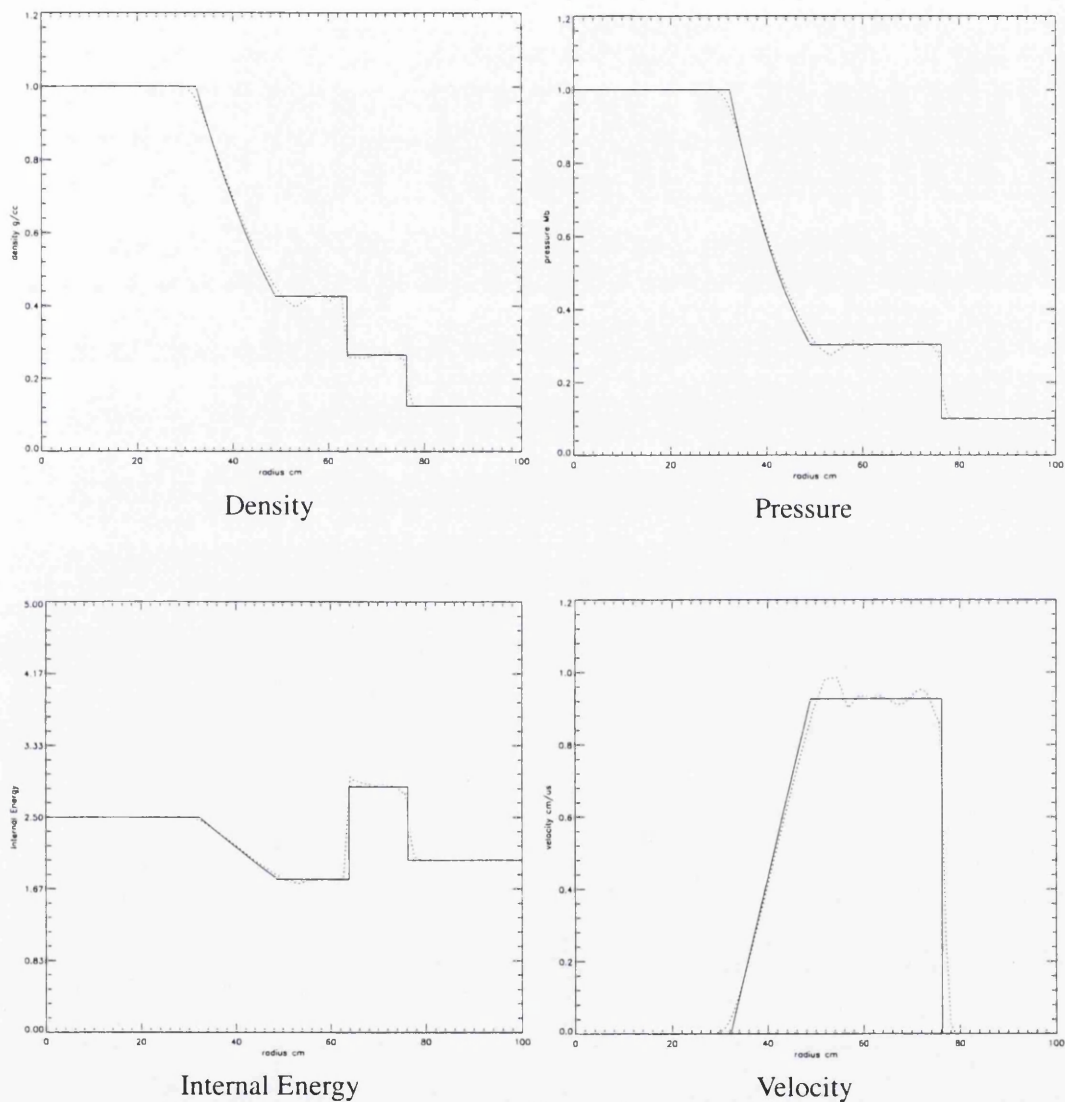 1.2
1.0
0.8
0.6
0.4
0.2
0.0
density g/cc
0 20 40 60 80 100
radius cm
Density
1.2
1.0
0.8
0.6
0.4
0.2
0.0
pressure Mb
0 20 40 60 80 100
radius cm
Pressure
5.00
4.17
3.33
2.50
1.67
0.83
0.00
Internal Energy
0 20 40 60 80 100
radius cm
Internal Energy
1.2
1.0
0.8
0.6
0.4
0.2
0.0
velocity cm/us
0 20 40 60 80 100
radius cm
Velocity